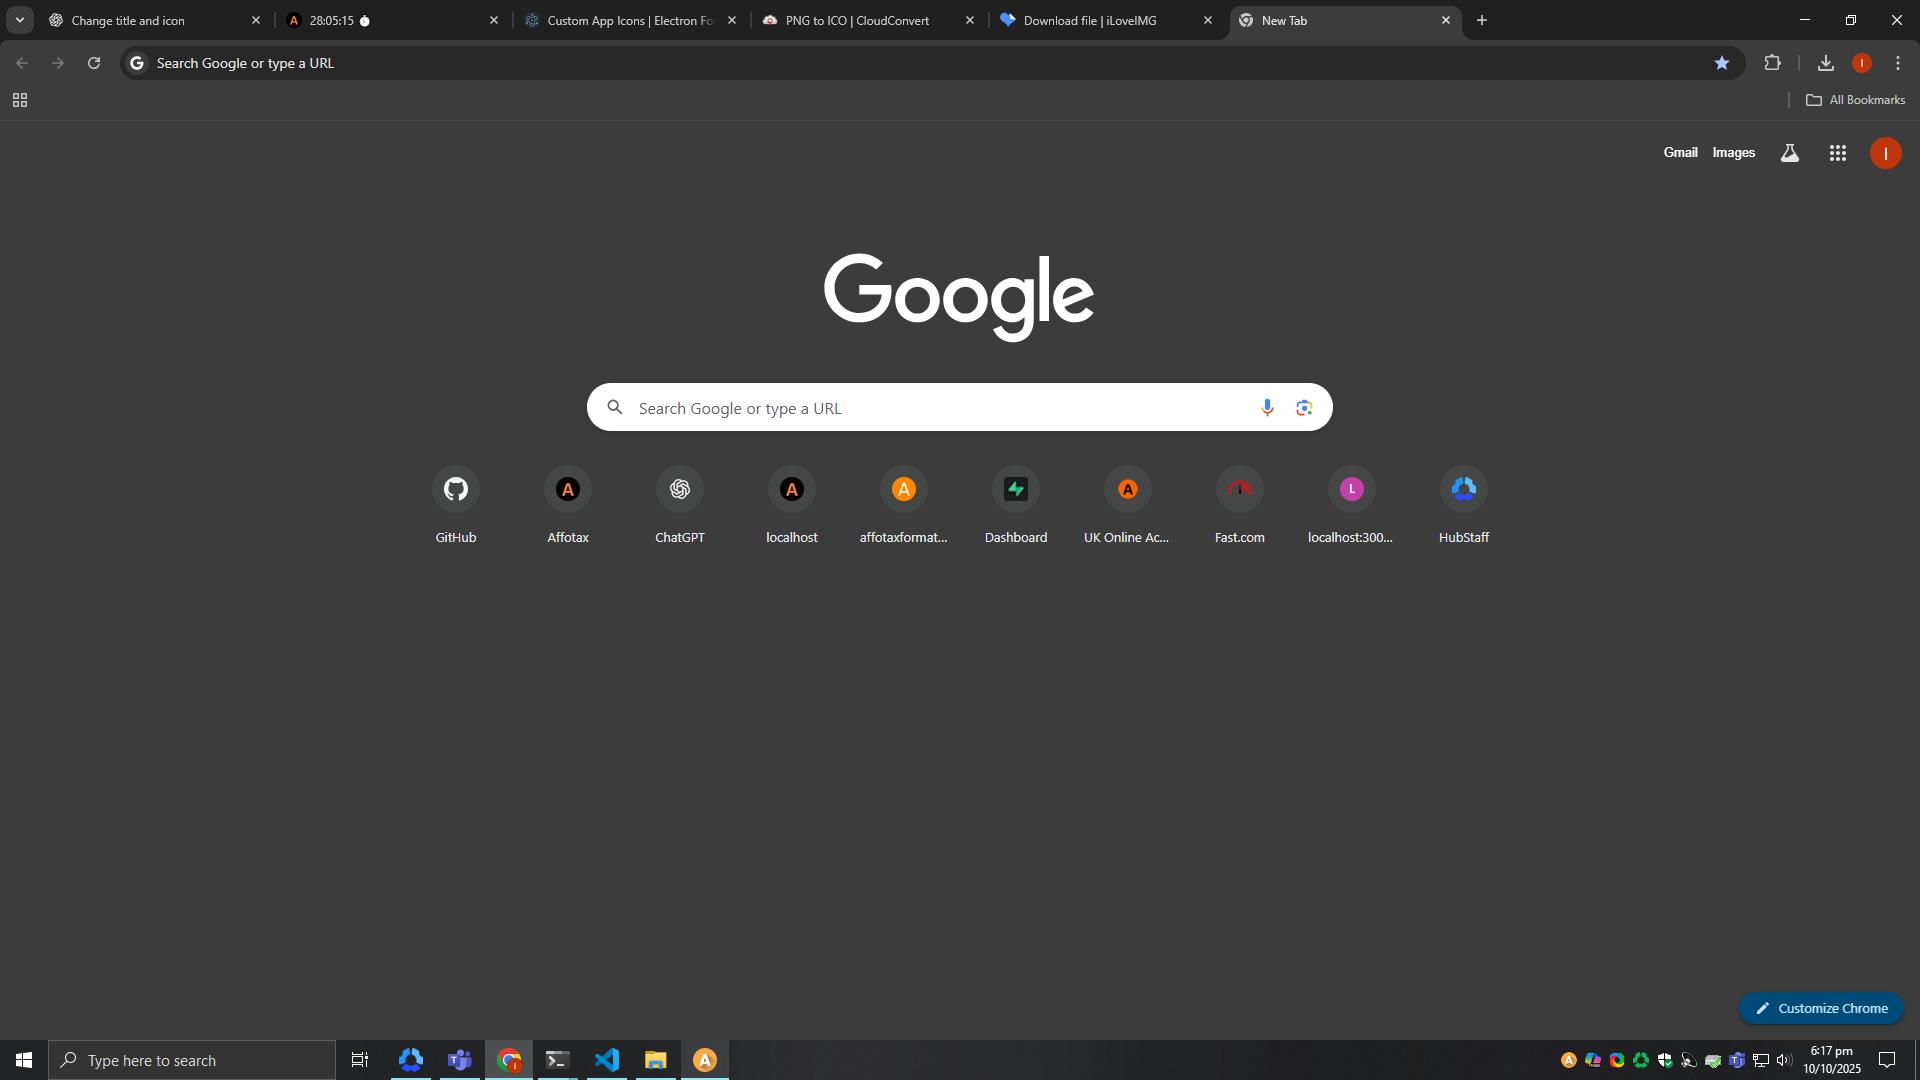 Change title and icon
28:05:15
Custom App Icons | Electron Fo
PNG to ICO | CloudConvert
Download file | iLoveIMG
New Tab
Search Google or type a URL
All Bookmarks
Gmail Images
Google
Search Google or type a URL
GitHub
Affotax
ChatGPT
localhost
affotaxformat...
Dashboard
UK Online Ac...
Fast.com
localhost:300...
HubStaff
Customize Chrome
Type here to search
6:17 pm
10/10/2025